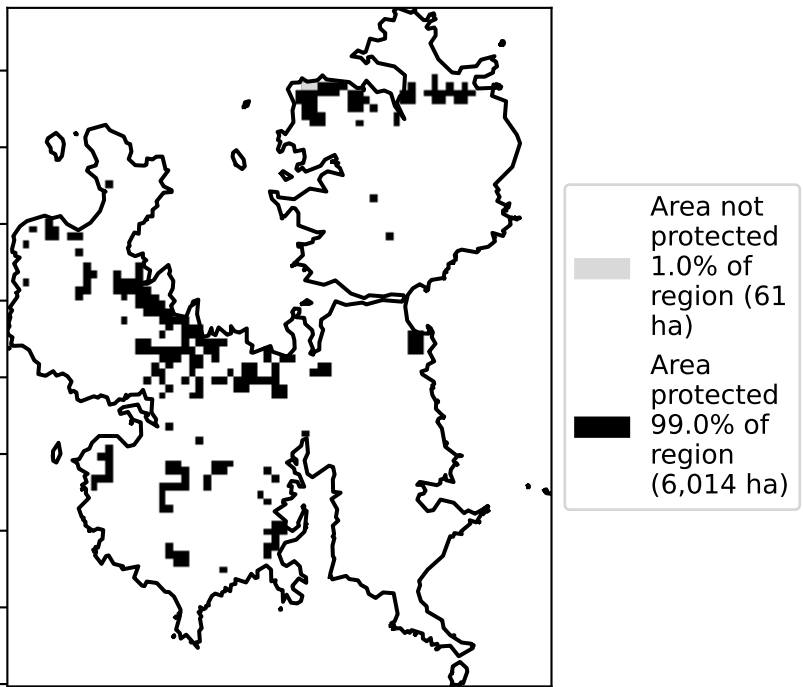 Area not
protected
1.0% of
region (61
ha)
Area
protected
99.0% of
region
(6,014 ha)